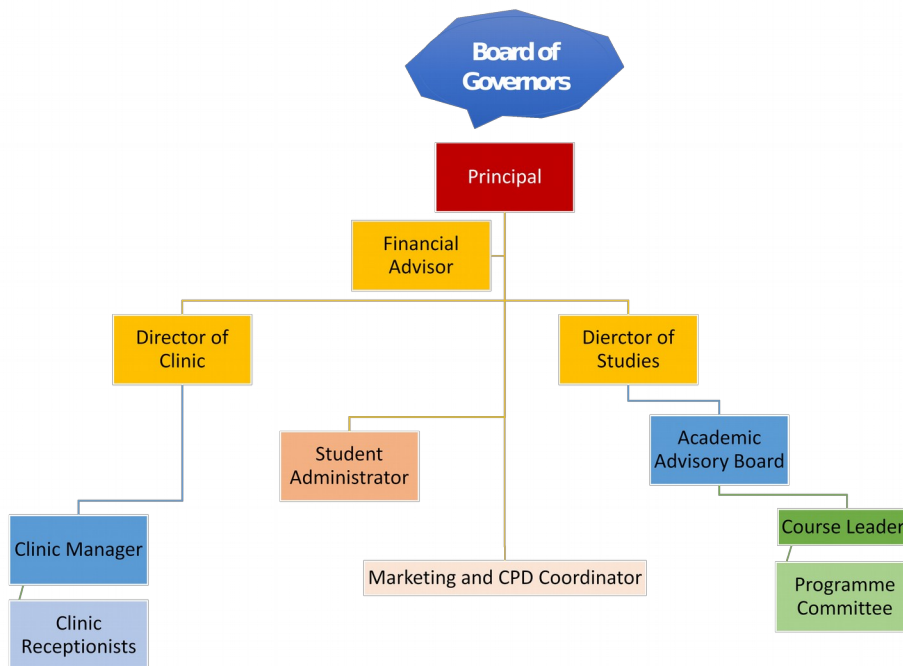 Board of
Governors
Principal
Financial
Advisor
Director of
Clinic
Dierctor of
Studies
Student
Administrator
Academic
Advisory Board
Clinic Manager
Course Leader
Marketing and CPD Coordinator
Programme
Committee
Clinic
Receptionists